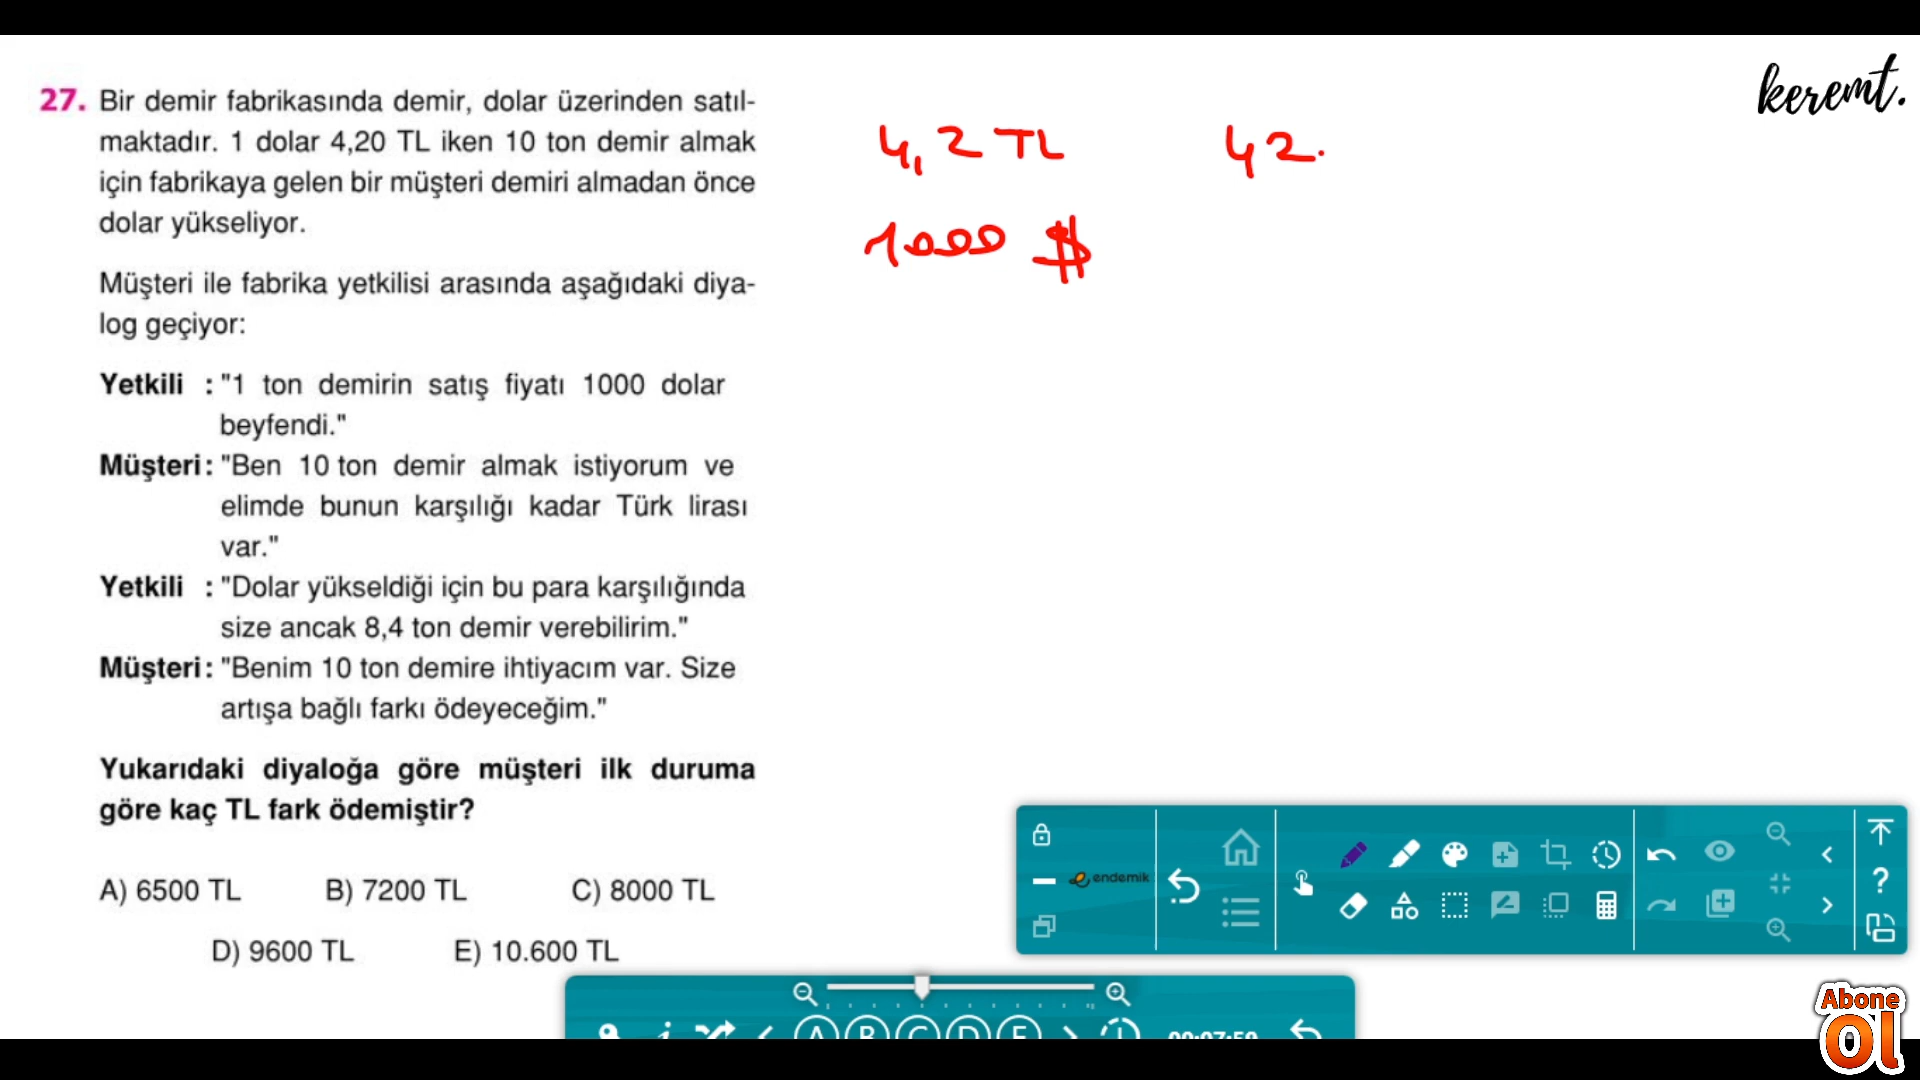 keremt.
27. Bir demir fabrikasında demir, dolar üzerinden satıl-
maktadır. 1 dolar 4,20 TL iken 10 ton demir almak
için fabrikaya gelen bir müşteri demiri almadan önce
dolar yükseliyor.
Müşteri ile fabrika yetkilisi arasında aşağıdaki diya-
log geçiyor:
Yetkili : "1 ton demirin satış fiyatı 1000 dolar
beyfendi."
Müşteri: "Ben 10 ton demir almak istiyorum ve
elimde bunun karşılığı kadar Türk lirası
var."
Yetkili : "Dolar yükseldiği için bu para karşılığında
size ancak 8,4 ton demir verebilirim."
Müşteri: "Benim 10 ton demire ihtiyacım var. Size
artışa bağlı farkı ödeyeceğim."
Yukarıdaki diyaloğa göre müşteri ilk duruma
göre kaç TL fark ödemiştir?
A) 6500 TL B) 7200 TL C) 8000 TL
D) 9600 TL E) 10.600 TL
4,2 TL 42.
1000 $
endemik
A B C D E
Abone
Ol